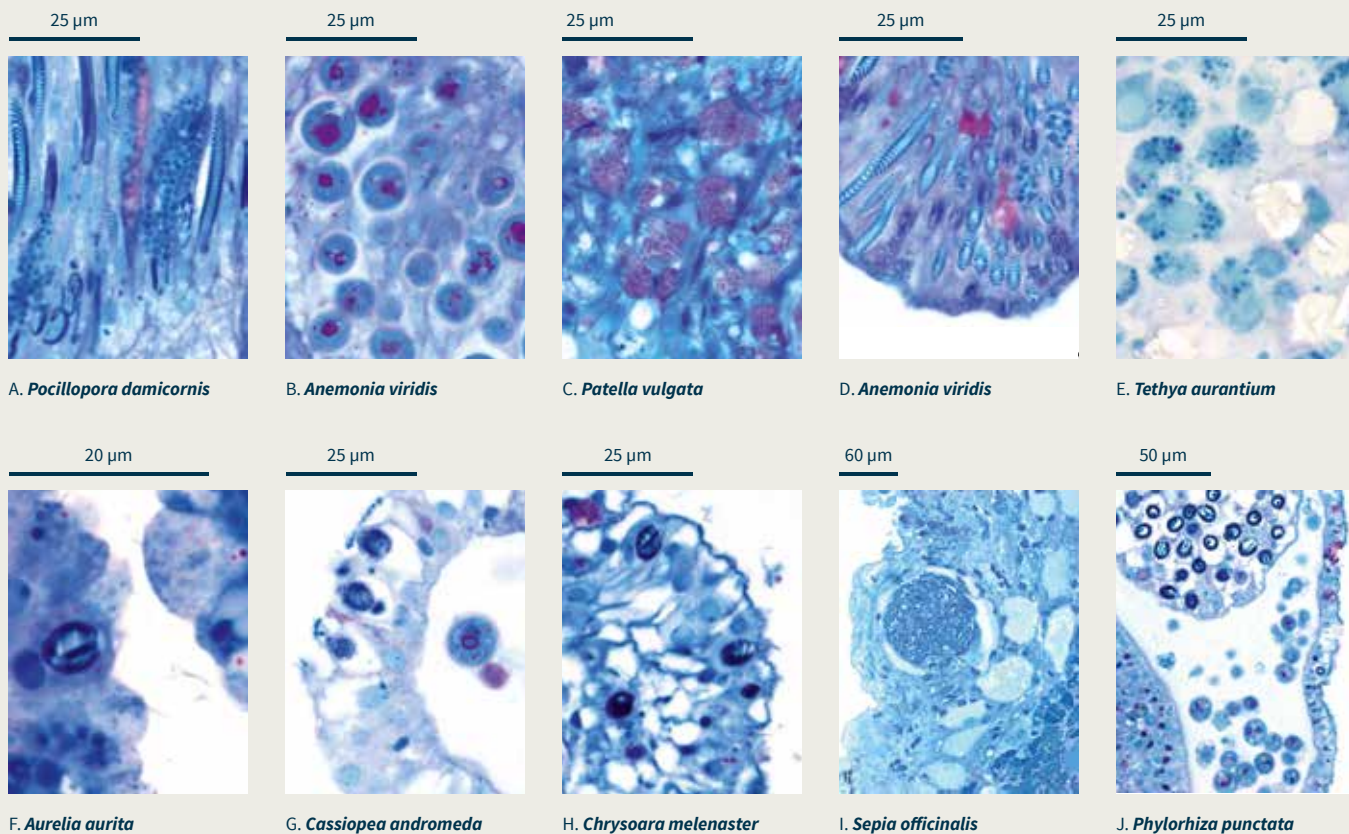 25 µm
25 µm
25 µm
25 µm
25 µm
A. Pocillopora damicornis
B. Anemonia viridis
C. Patella vulgata
D. Anemonia viridis
E. Tethya aurantium
20 µm
25 µm
25 µm
60 µm
50 µm
F. Aurelia aurita
G. Cassiopea andromeda
H. Chrysoara melenaster
I. Sepia officinalis
J. Phylorhiza punctata